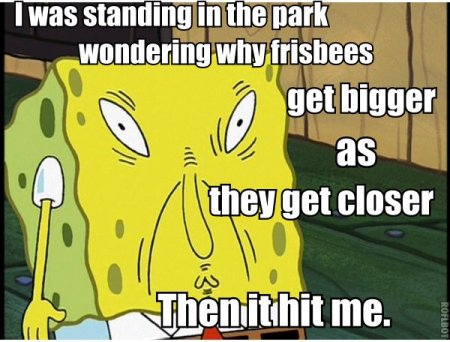 I was standing in the park
wondering why frisbees
get bigger
as
they get closer
Then it hit me.
ROFLBOT